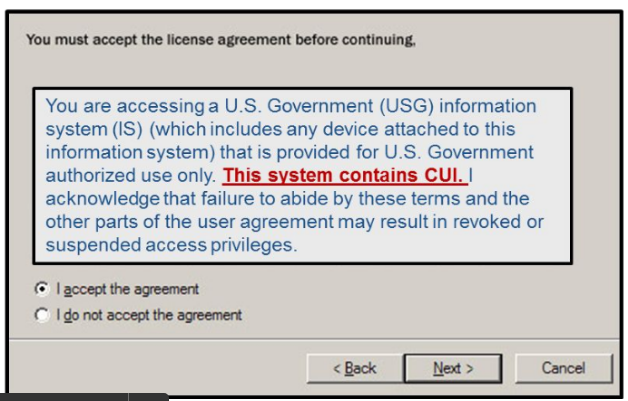 You must accept the license agreement before continuing,
You are accessing a U.S. Government (USG) information
system (IS) (which includes any device attached to this
information system) that is provided for U.S. Government
authorized use only. This system contains CUI. I
acknowledge that failure to abide by these terms and the
other parts of the user agreement may result in revoked or
suspended access privileges.
I accept the agreement
I do not accept the agreement
< Back Next > Cancel